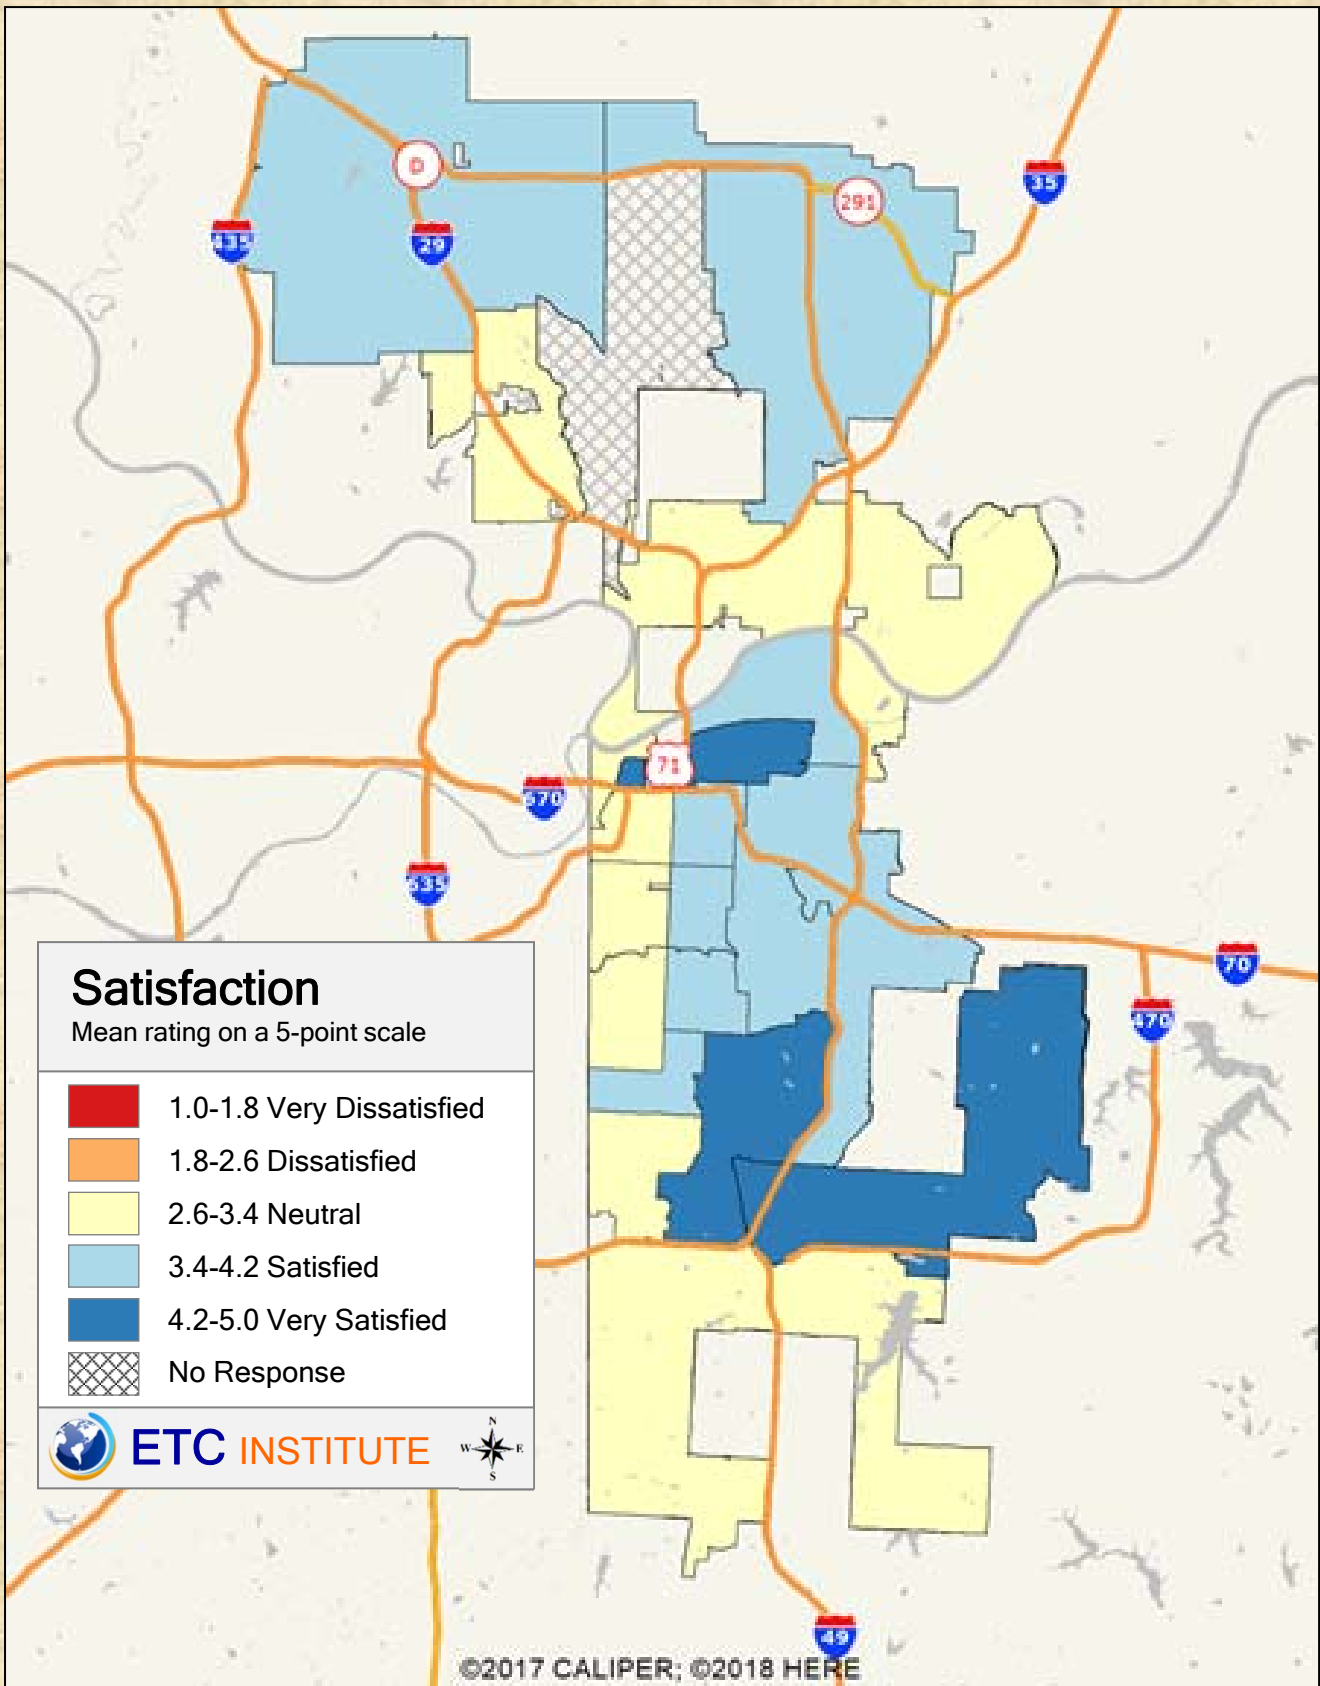 D
291
35
435
29
71
670
635
70
470
Satisfaction
Mean rating on a 5-point scale
1.0-1.8 Very Dissatisfied
1.8-2.6 Dissatisfied
2.6-3.4 Neutral
3.4-4.2 Satisfied
4.2-5.0 Very Satisfied
No Response
ETC INSTITUTE
N
W E
S
49
©2017 CALIPER; ©2018 HERE